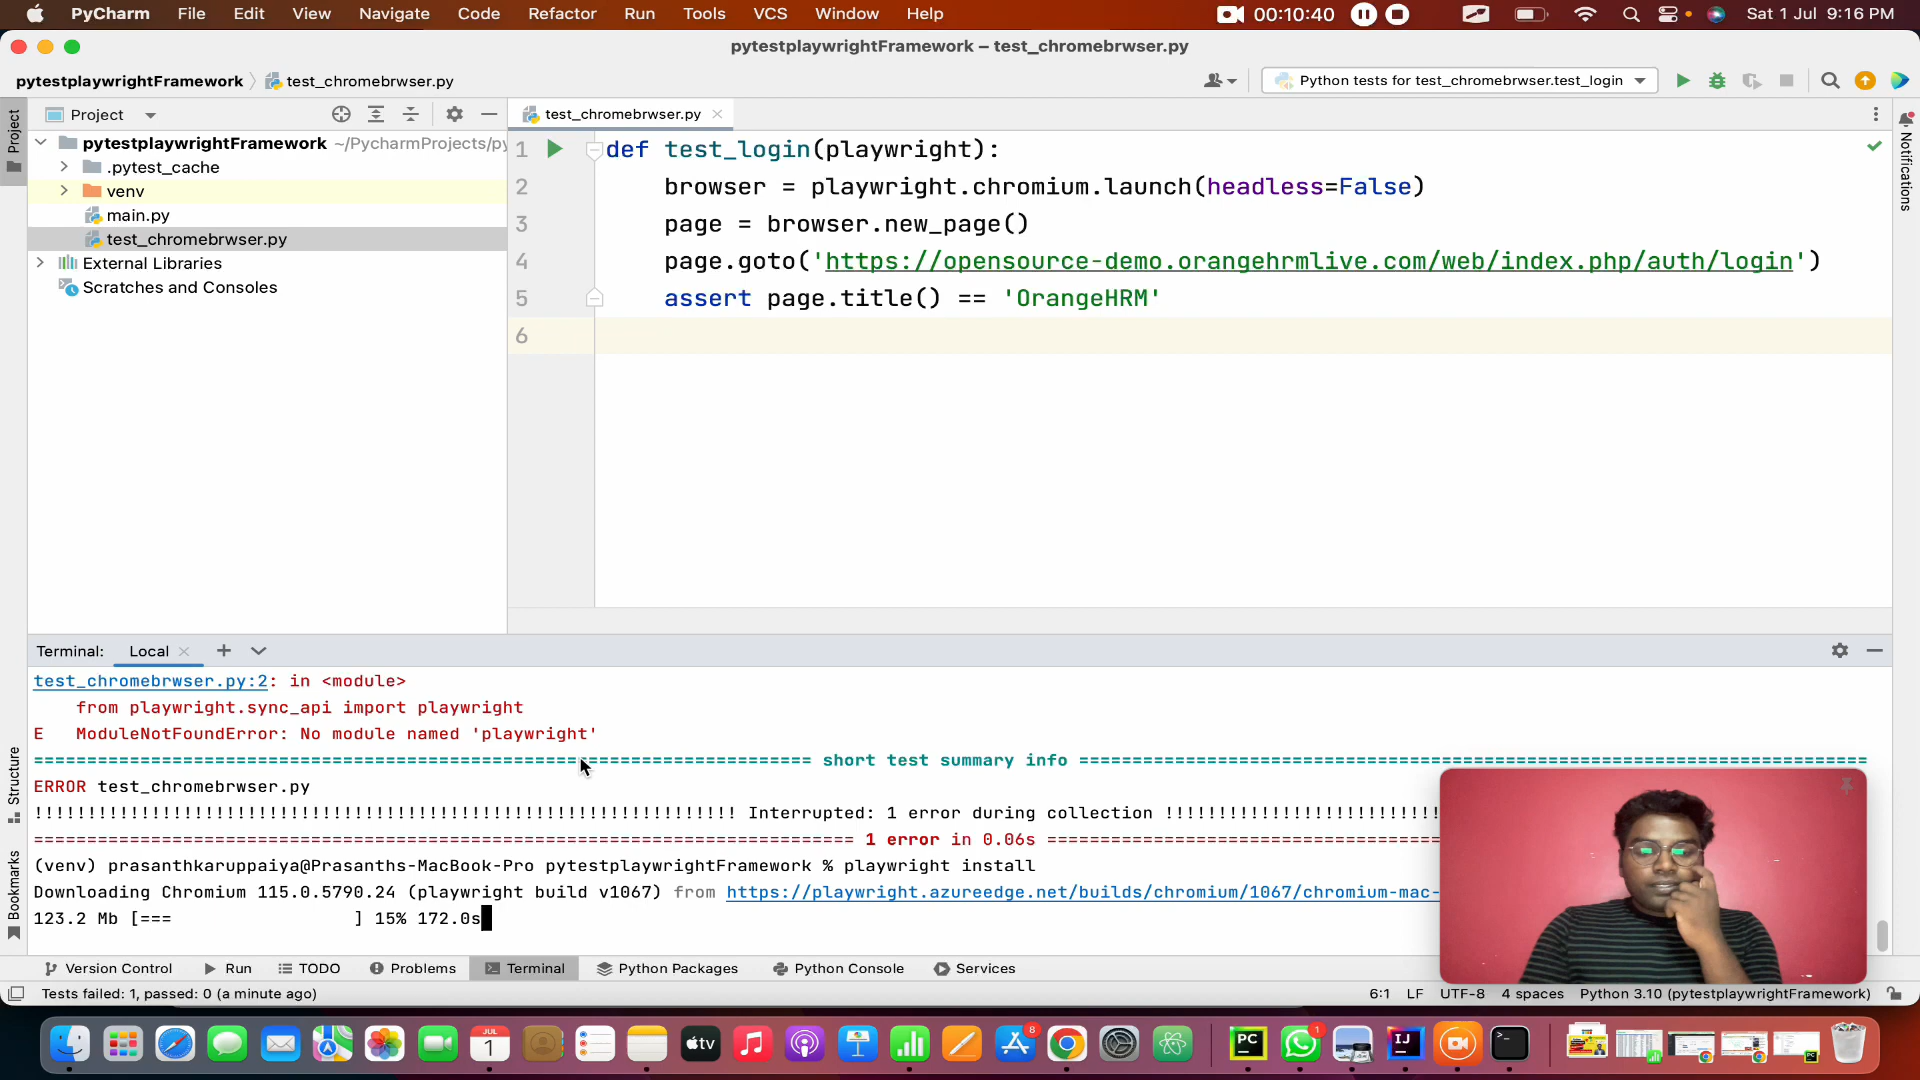 PyCharm File Edit View Navigate Code Refactor Run Tools VCS Window Help 00:10:40 Sat 1 Jul 9:16 PM
pytestplaywrightFramework – test_chromebrwser.py
pytestplaywrightFramework test_chromebrwser.py Python tests for test_chromebrwser.test_login
Project
Project
test_chromebrwser.py
Notifications
pytestplaywrightFramework ~/PycharmProjects/py
.pytest_cache
venv
main.py
test_chromebrwser.py
External Libraries
Scratches and Consoles
1 def test_login(playwright):
2 browser = playwright.chromium.launch(headless=False)
3 page = browser.new_page()
4 page.goto('https://opensource-demo.orangehrmlive.com/web/index.php/auth/login')
5 assert page.title() == 'OrangeHRM'
6
Terminal: Local
Structure
Bookmarks
test_chromebrwser.py:2: in <module>
from playwright.sync_api import playwright
E ModuleNotFoundError: No module named 'playwright'
short test summary info
ERROR test_chromebrwser.py
Interrupted: 1 error during collection
1 error in 0.06s
(venv) prasanthkaruppaiya@Prasanths-MacBook-Pro pytestplaywrightFramework % playwright install
Downloading Chromium 115.0.5790.24 (playwright build v1067) from https://playwright.azureedge.net/builds/chromium/1067/chromium-mac-
123.2 Mb [=== ] 15% 172.0s
Version Control Run TODO Problems Terminal Python Packages Python Console Services
Tests failed: 1, passed: 0 (a minute ago) 6:1 LF UTF-8 4 spaces Python 3.10 (pytestplaywrightFramework)
JUL
1
tv
8
PC
1
IJ